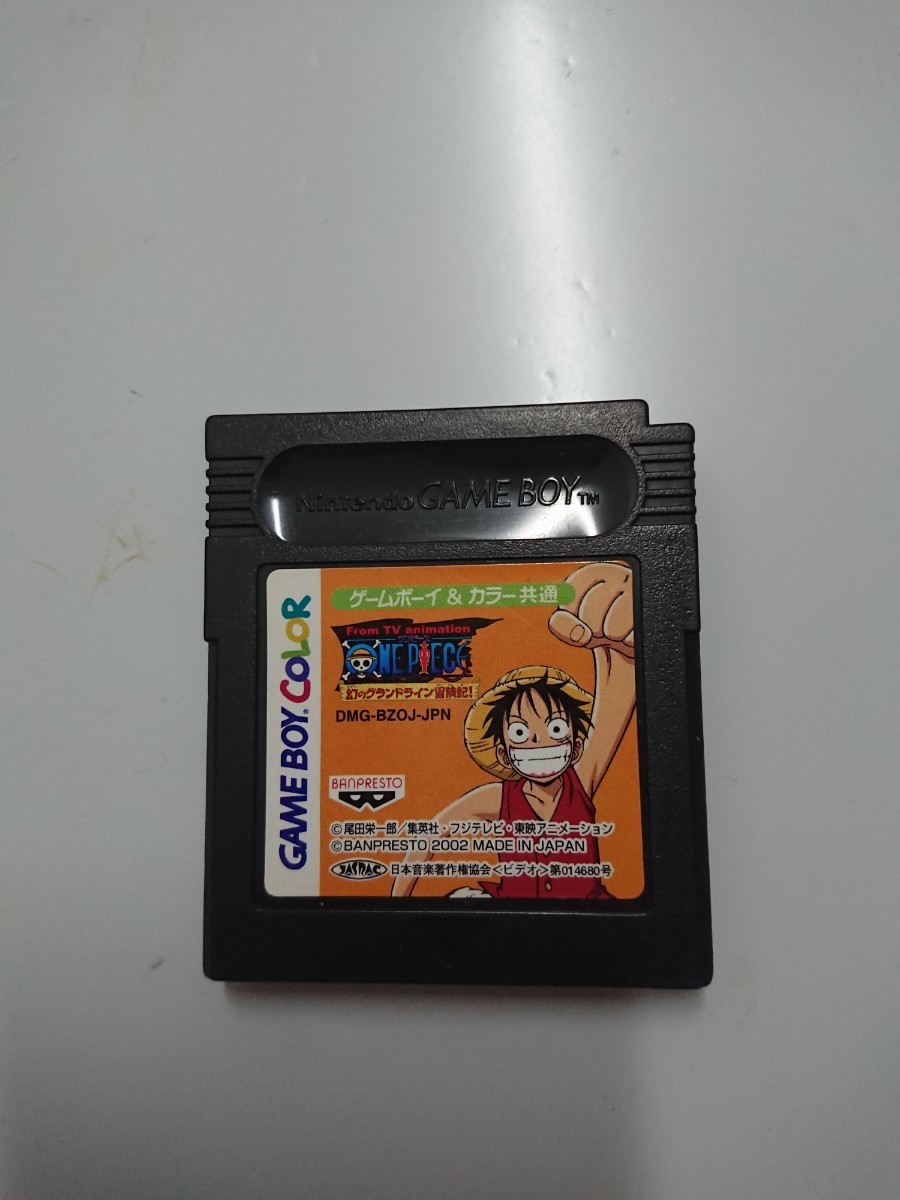 Nintendo GAME BOY TM
GAME BOY COLOR
ゲームボーイ & カラー共通
From TV animation
ONE PIECE
幻のグランドライン冒険記!
DMG-BZOJ-JPN
BANPRESTO
©尾田栄一郎/集英社・フジテレビ・東映アニメーション
©BANPRESTO 2002 MADE IN JAPAN
JASRAC 日本音楽著作権協会<ビデオ>第014680号